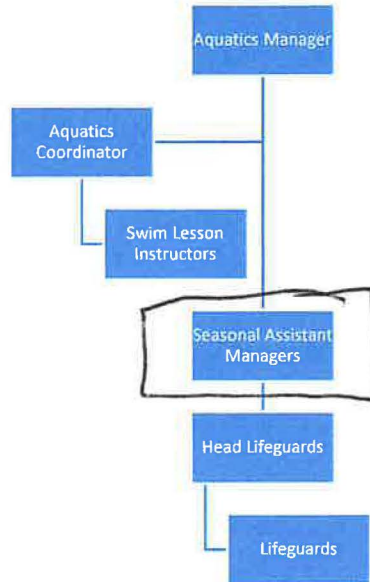 Aquatics Manager
Aquatics
Coordinator
Swim Lesson
Instructors
Seasonal Assistant
Managers
Head Lifeguards
Lifeguards